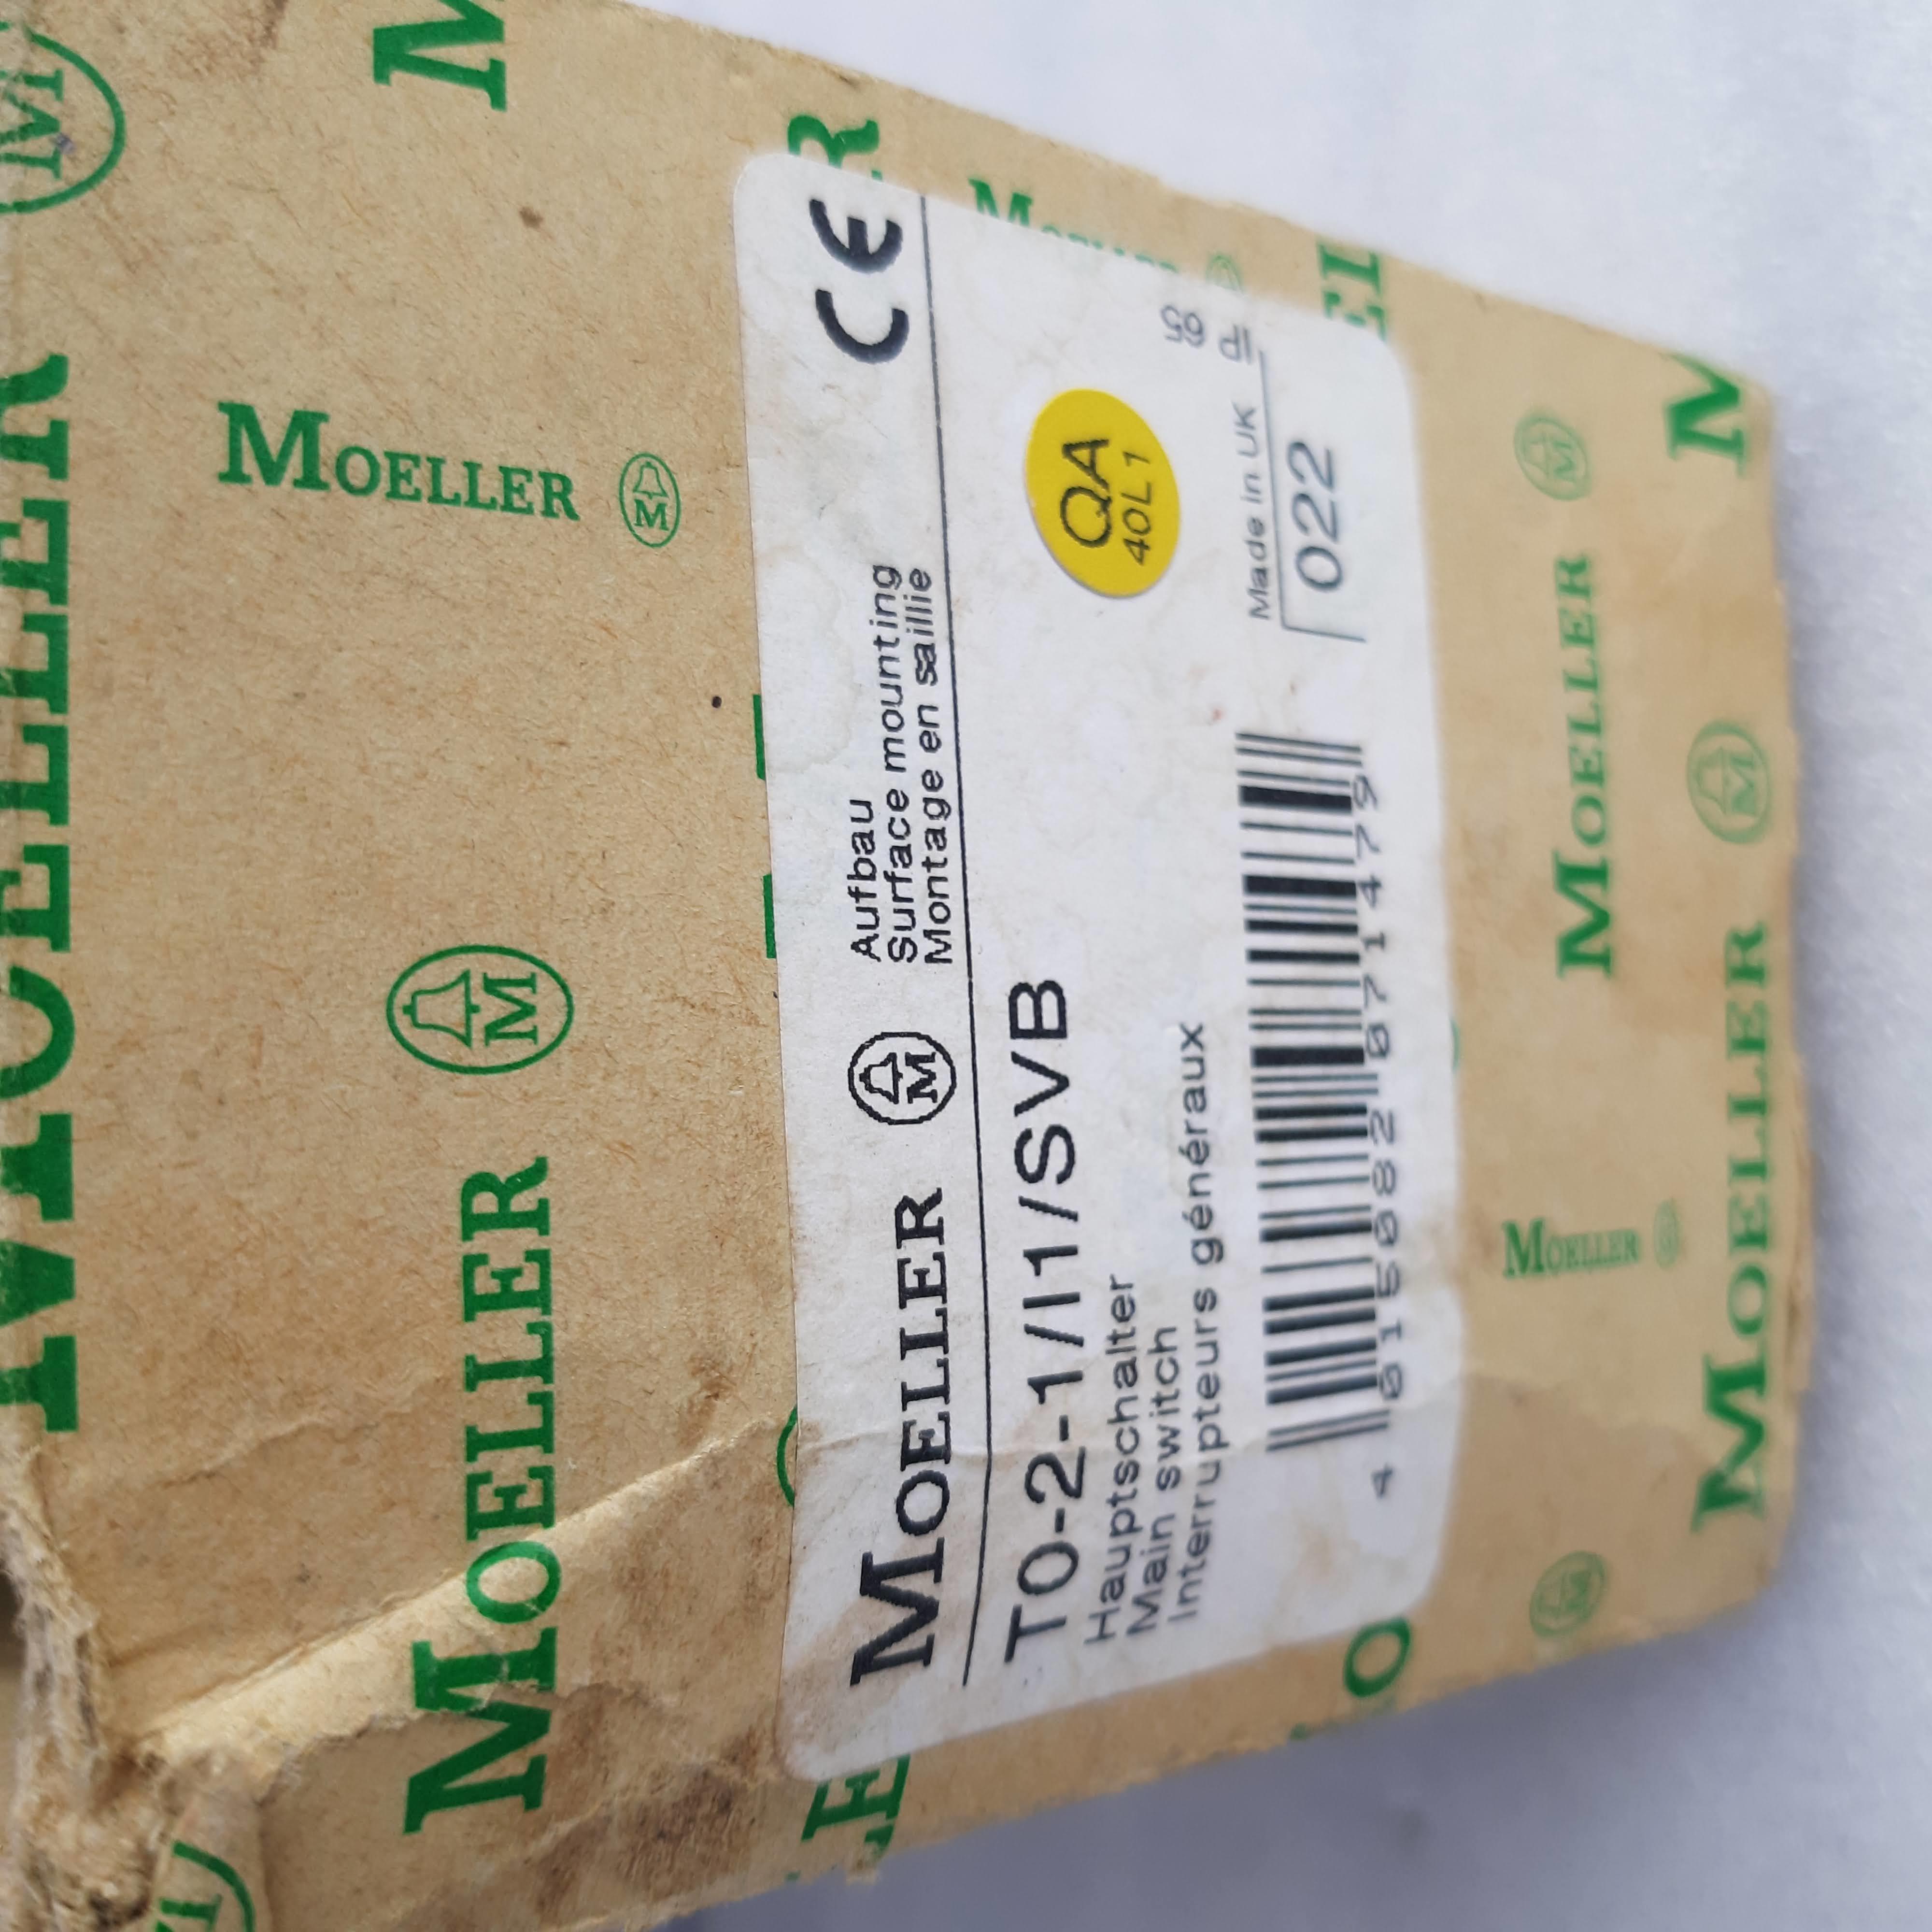 MOELLER
MOELLER
MOELLER
MOELLER
Aufbau
Surface mounting
Montage en saillie
CE
T0-2-1/I1/SVB
Hauptschalter
Main switch
Interrupteurs généraux
QA
40L1
IP 65
Made in UK
022
4 015082 071479
MOELLER
MOELLER
MOELLER
MOELLER